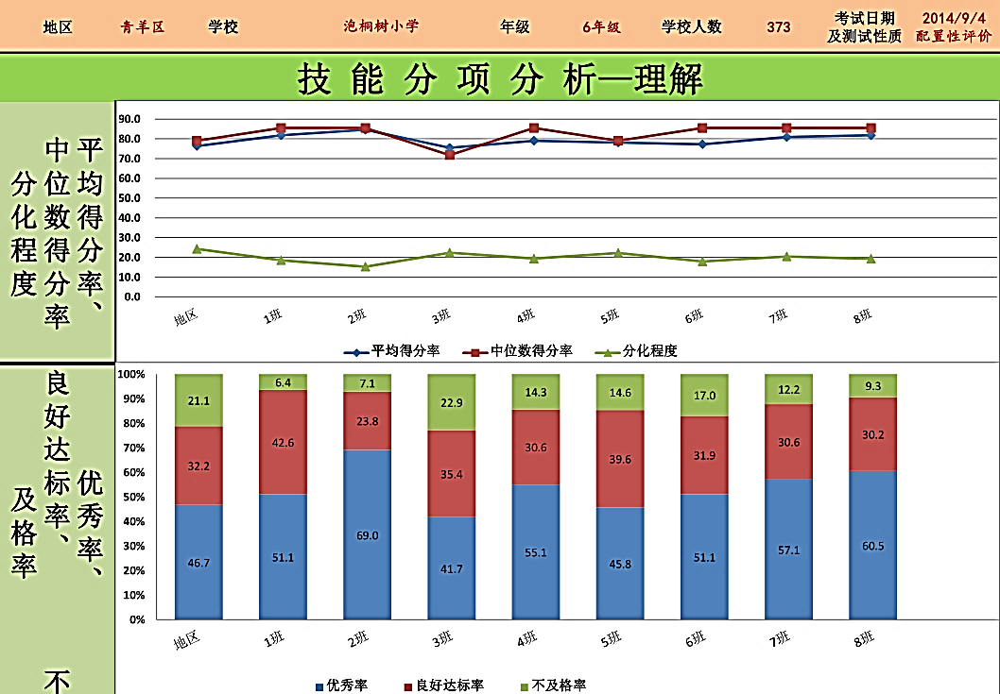 地区 青羊区 学校 泡桐树小学 年级 6年级 学校人数 373 考试日期及测试性质 2014/9/4 配置性评价
技能分项分析—理解
平均得分率、
中位数得分率
分化程度
90.0
80.0
70.0
60.0
50.0
40.0
30.0
20.0
10.0
0.0
地区 1班 2班 3班 4班 5班 6班 7班 8班
平均得分率 中位数得分率 分化程度
优秀率、
良好达标率、不
及格率
100%
90%
80%
70%
60%
50%
40%
30%
20%
10%
0%
21.1 6.4 7.1 22.9 14.3 14.6 17.0 12.2 9.3
32.2 42.6 23.8 35.4 30.6 39.6 31.9 30.6 30.2
46.7 51.1 69.0 41.7 55.1 45.8 51.1 57.1 60.5
地区 1班 2班 3班 4班 5班 6班 7班 8班
优秀率 良好达标率 不及格率